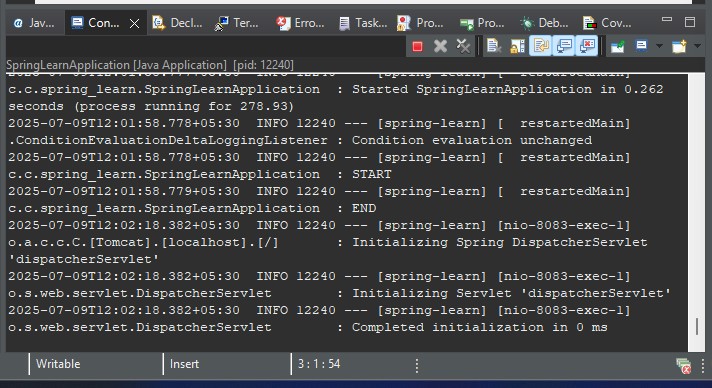 Jav...
Con...
Decl...
Ter...
Erro...
Task...
Pro...
Pro...
Deb...
Cov...
SpringLearnApplication [Java Application] [pid: 12240]
c.c.spring_learn.SpringLearnApplication : Started SpringLearnApplication in 0.262
seconds (process running for 278.93)
2025-07-09T12:01:58.778+05:30 INFO 12240 --- [spring-learn] [ restartedMain]
.ConditionEvaluationDeltaLoggingListener : Condition evaluation unchanged
2025-07-09T12:01:58.778+05:30 INFO 12240 --- [spring-learn] [ restartedMain]
c.c.spring_learn.SpringLearnApplication : START
2025-07-09T12:01:58.779+05:30 INFO 12240 --- [spring-learn] [ restartedMain]
c.c.spring_learn.SpringLearnApplication : END
2025-07-09T12:02:18.382+05:30 INFO 12240 --- [spring-learn] [nio-8083-exec-1]
o.a.c.c.C.[Tomcat].[localhost].[/] : Initializing Spring DispatcherServlet
'dispatcherServlet'
2025-07-09T12:02:18.382+05:30 INFO 12240 --- [spring-learn] [nio-8083-exec-1]
o.s.web.servlet.DispatcherServlet : Initializing Servlet 'dispatcherServlet'
2025-07-09T12:02:18.382+05:30 INFO 12240 --- [spring-learn] [nio-8083-exec-1]
o.s.web.servlet.DispatcherServlet : Completed initialization in 0 ms
Writable
Insert
3 : 1 : 54